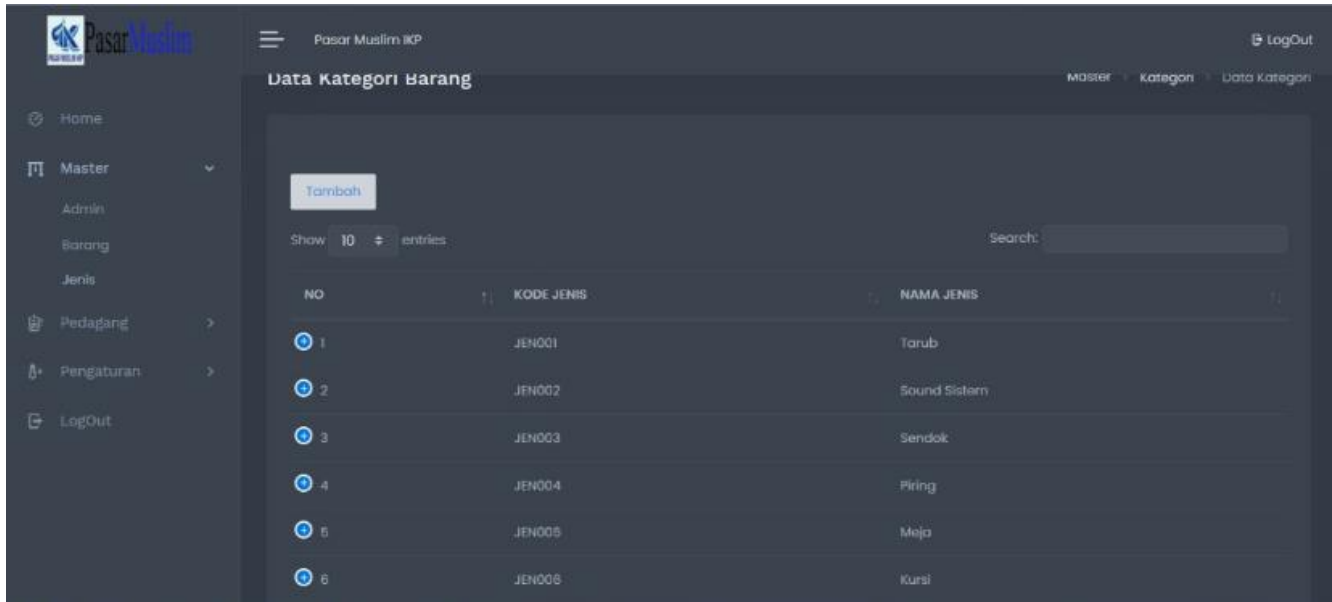 PasarMuslim
Pasar Muslim IKP
LogOut
Data Kategori Barang
Master Kategori Data Kategori
Home
Master
Admin
Barang
Jenis
Pedagang
Pengaturan
LogOut
Tambah
Show 10 entries
Search:
NO KODE JENIS NAMA JENIS
1 JEN001 Tarub
2 JEN002 Sound Sistem
3 JEN003 Sendok
4 JEN004 Piring
5 JEN005 Meja
6 JEN006 Kursi